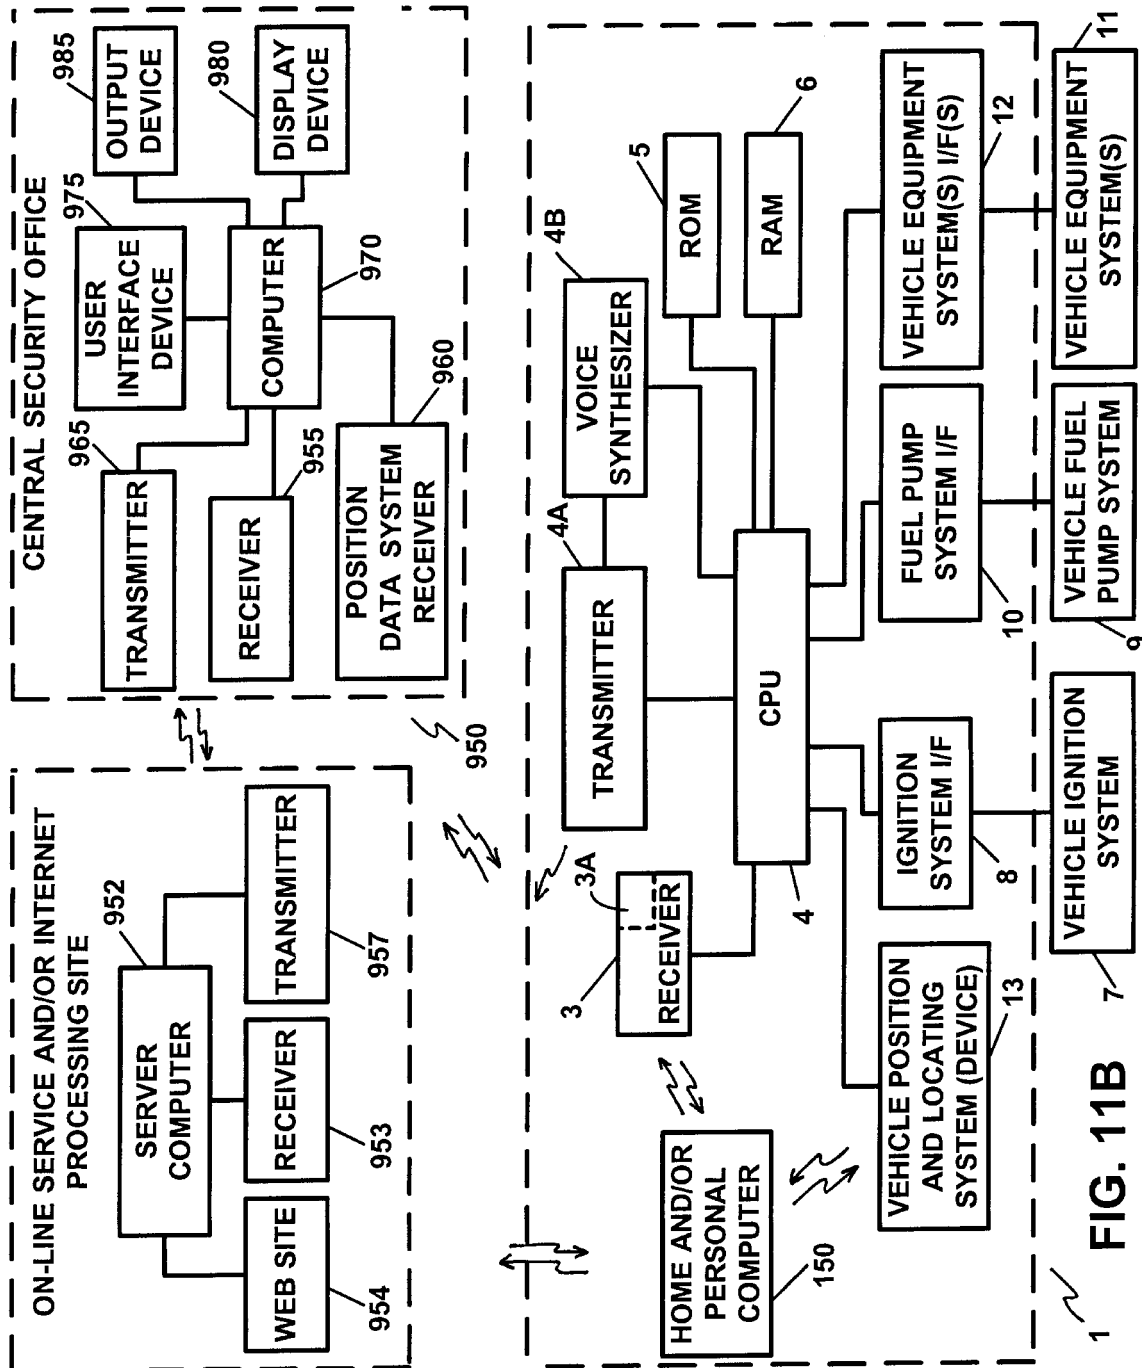 ON-LINE SERVICE AND/OR INTERNET
PROCESSING SITE
SERVER
COMPUTER
952
WEB SITE
954
RECEIVER
953
TRANSMITTER
957
CENTRAL SECURITY OFFICE
TRANSMITTER
965
RECEIVER
955
POSITION
DATA SYSTEM
RECEIVER
960
USER
INTERFACE
DEVICE
975
COMPUTER
970
OUTPUT
DEVICE
985
DISPLAY
DEVICE
980
950
HOME AND/OR
PERSONAL
COMPUTER
150
3
3A
RECEIVER
TRANSMITTER
4A
VOICE
SYNTHESIZER
4B
CPU
4
ROM
5
RAM
6
VEHICLE POSITION
AND LOCATING
SYSTEM (DEVICE)
13
IGNITION
SYSTEM I/F
8
FUEL PUMP
SYSTEM I/F
10
VEHICLE EQUIPMENT
SYSTEM(S) I/F(S)
12
VEHICLE IGNITION
SYSTEM
7
VEHICLE FUEL
PUMP SYSTEM
9
VEHICLE EQUIPMENT
SYSTEM(S)
11
1
FIG. 11B